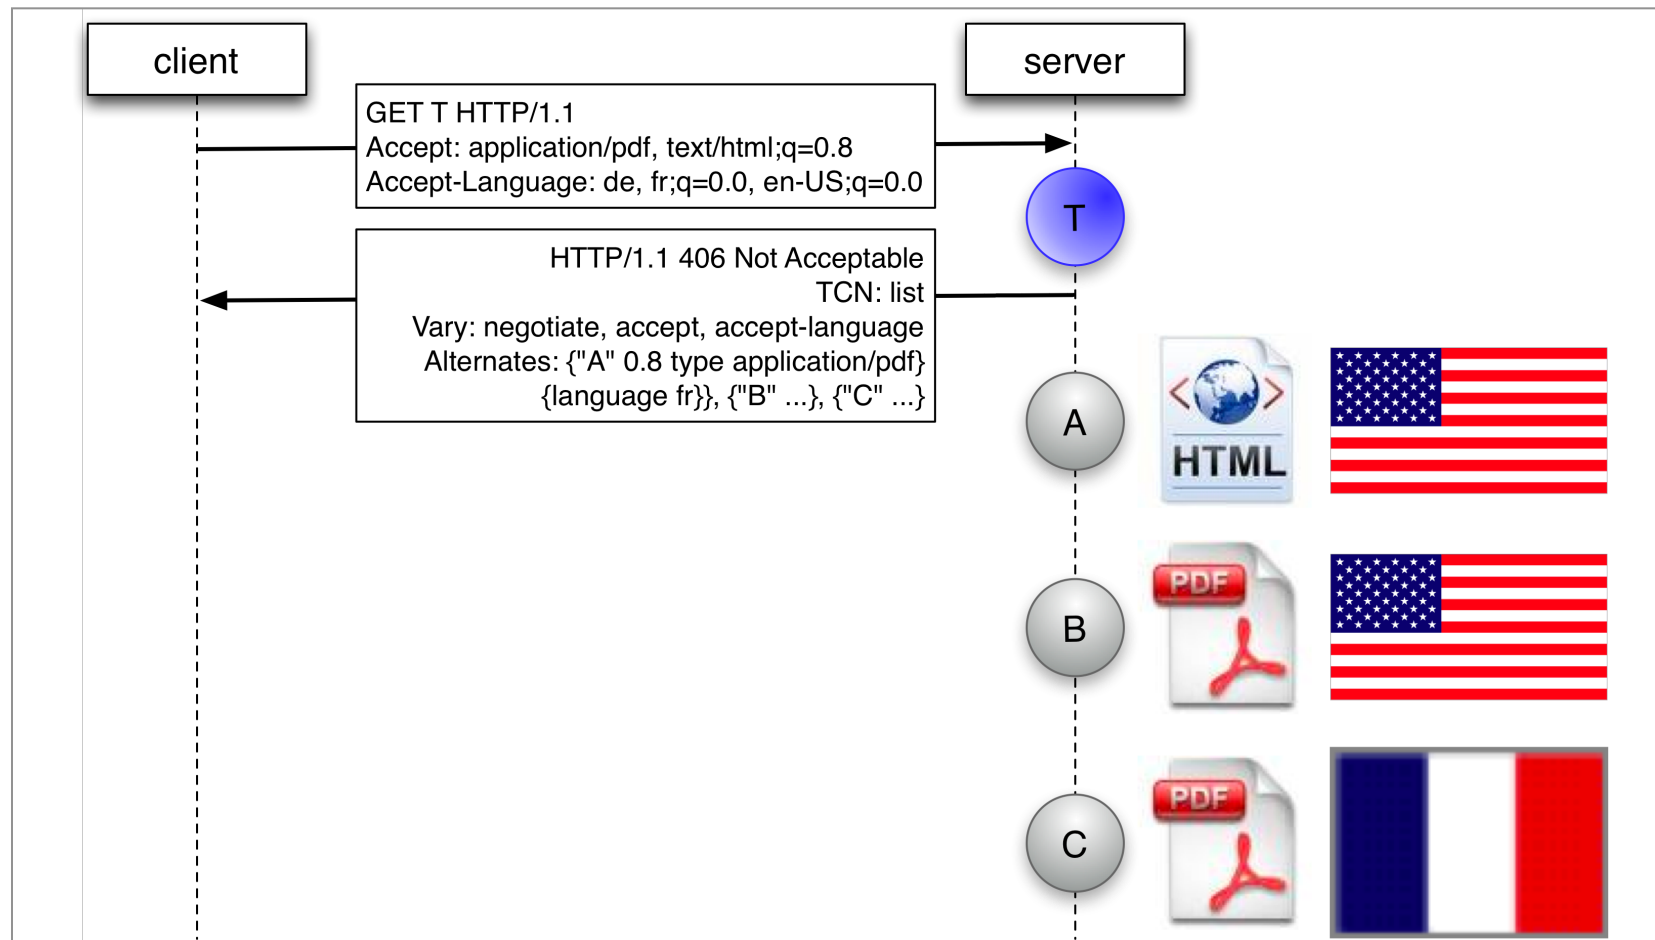 client
server
GET T HTTP/1.1
Accept: application/pdf, text/html;q=0.8
Accept-Language: de, fr;q=0.0, en-US;q=0.0
T
HTTP/1.1 406 Not Acceptable
TCN: list
Vary: negotiate, accept, accept-language
Alternates: {"A" 0.8 type application/pdf}
{language fr}}, {"B" ...}, {"C" ...}
A
< >
HTML
B
PDF
C
PDF